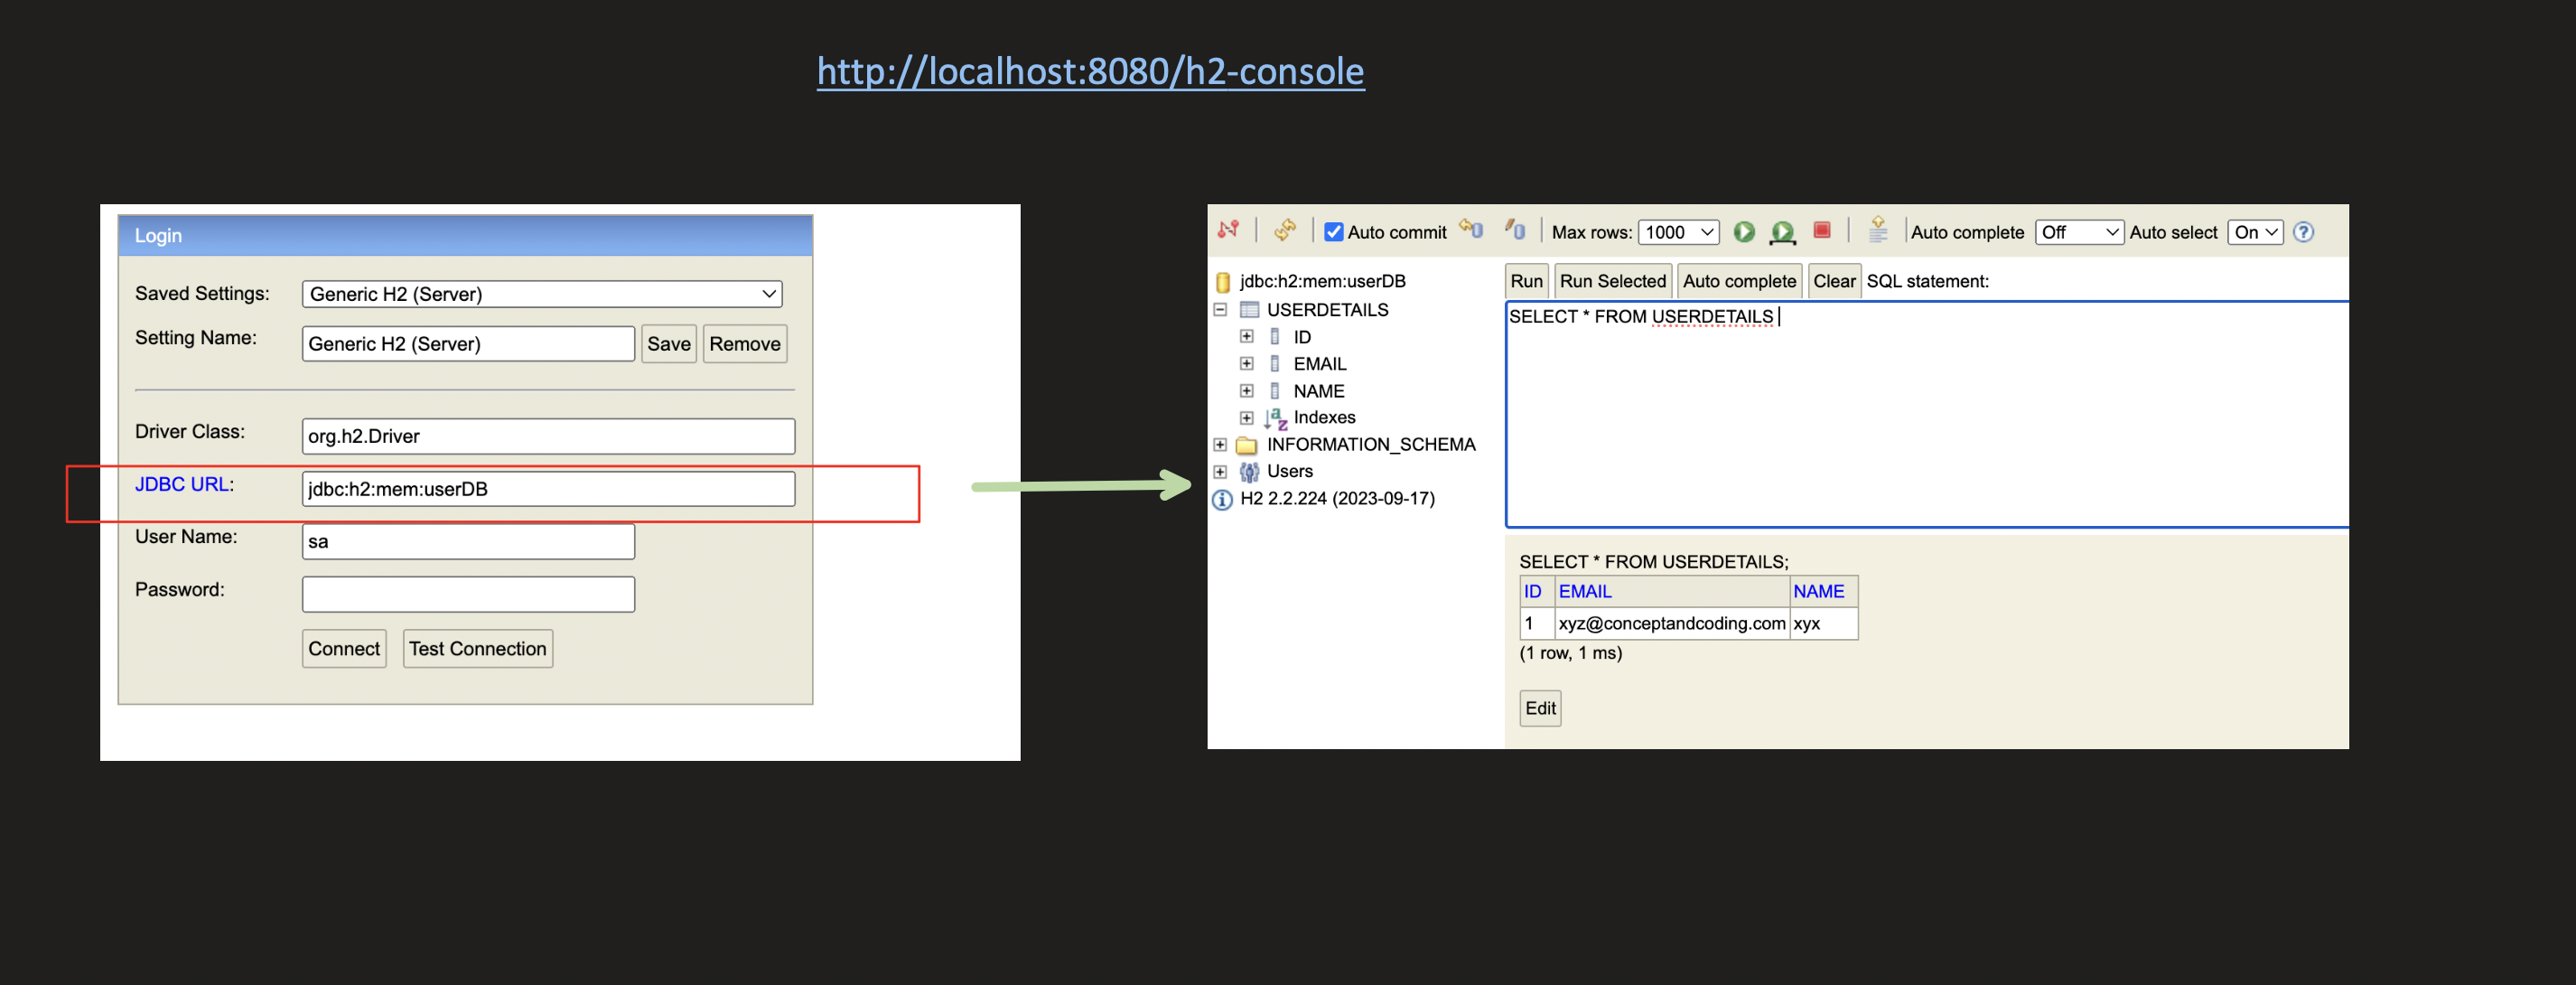 http://localhost:8080/h2-console
Login
Saved Settings: Generic H2 (Server)
Setting Name: Generic H2 (Server) Save Remove
Driver Class: org.h2.Driver
JDBC URL: jdbc:h2:mem:userDB
User Name: sa
Password:
Connect Test Connection
Auto commit Max rows: 1000 Auto complete Off Auto select On ?
jdbc:h2:mem:userDB
USERDETAILS
ID
EMAIL
NAME
Indexes
INFORMATION_SCHEMA
Users
H2 2.2.224 (2023-09-17)
Run Run Selected Auto complete Clear SQL statement:
SELECT * FROM USERDETAILS
SELECT * FROM USERDETAILS;
ID EMAIL NAME
1 xyz@conceptandcoding.com xyx
(1 row, 1 ms)
Edit